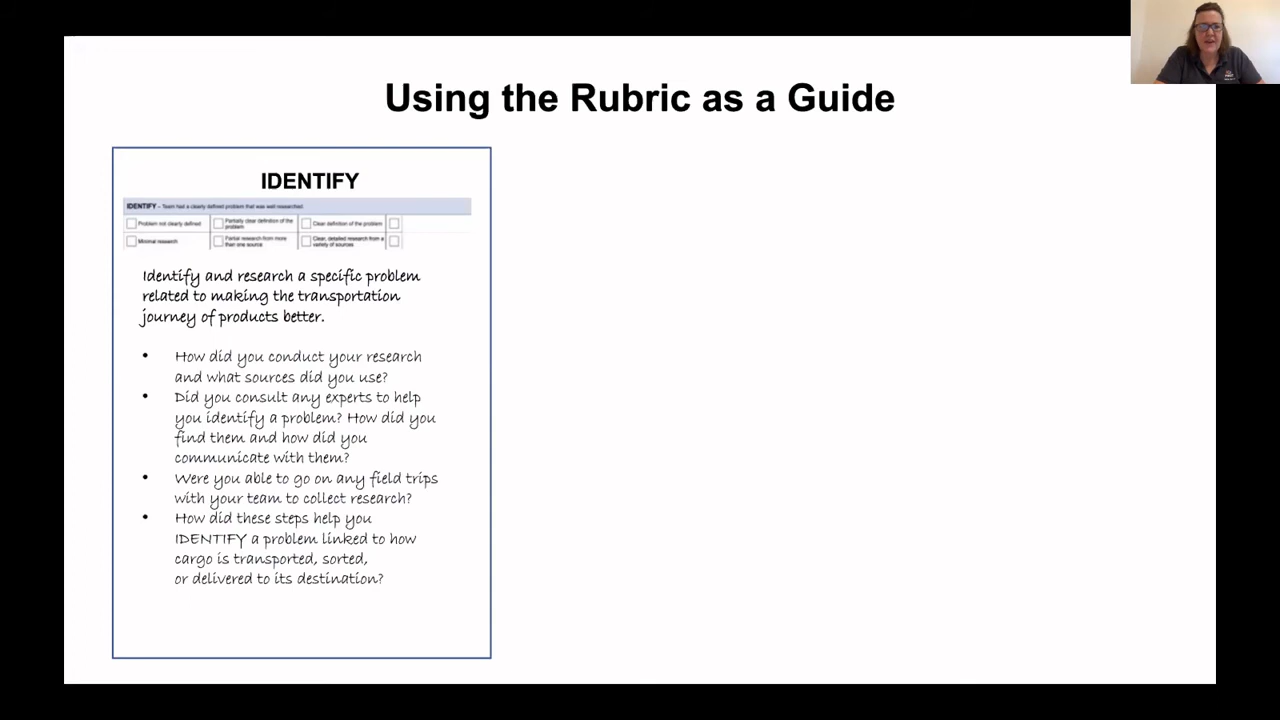 Using the Rubric as a Guide
IDENTIFY
IDENTIFY – Team had a clearly defined problem that was well researched.
Problem not clearly defined
Partially clear definition of the
problem
Clear definition of the problem
Minimal research
Partial research from more
than one source
Clear, detailed research from a
variety of sources
Identify and research a specific problem
related to making the transportation
journey of products better.
• How did you conduct your research
and what sources did you use?
• Did you consult any experts to help
you identify a problem? How did you
find them and how did you
communicate with them?
• Were you able to go on any field trips
with your team to collect research?
• How did these steps help you
IDENTIFY a problem linked to how
cargo is transported, sorted,
or delivered to its destination?